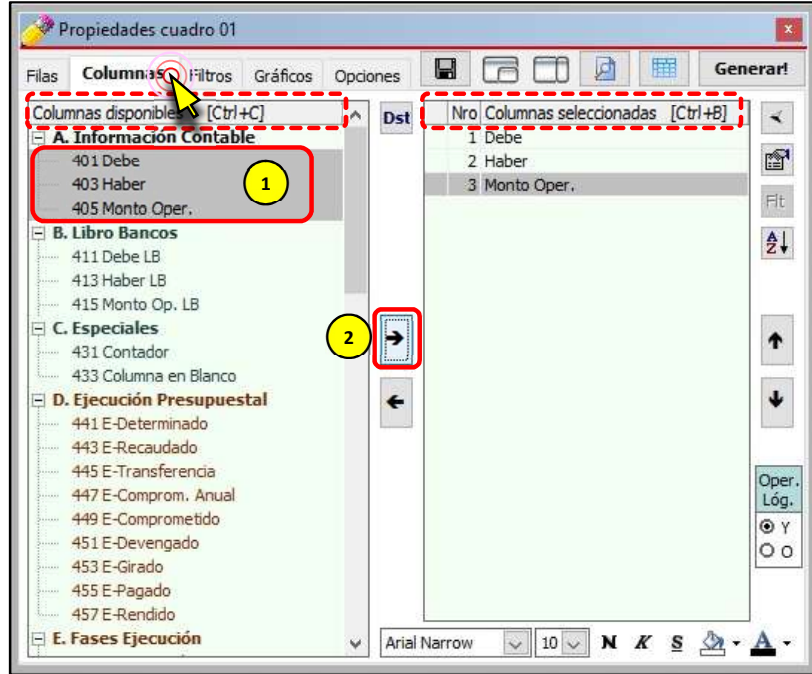 Propiedades cuadro 01
x
Filas Columnas Filtros Gráficos Opciones Generar!
Columnas disponibles [Ctrl+C]
Dst
Nro Columnas seleccionadas [Ctrl+B]
A. Información Contable
401 Debe
403 Haber
405 Monto Oper.
1
B. Libro Bancos
411 Debe LB
413 Haber LB
415 Monto Op. LB
C. Especiales
431 Contador
433 Columna en Blanco
2
D. Ejecución Presupuestal
441 E-Determinado
443 E-Recaudado
445 E-Transferencia
447 E-Comprom. Anual
449 E-Comprometido
451 E-Devengado
453 E-Girado
455 E-Pagado
457 E-Rendido
E. Fases Ejecución
1 Debe
2 Haber
3 Monto Oper.
Flt
A
Z
Oper.
Lóg.
Y
O
Arial Narrow 10 N K S A